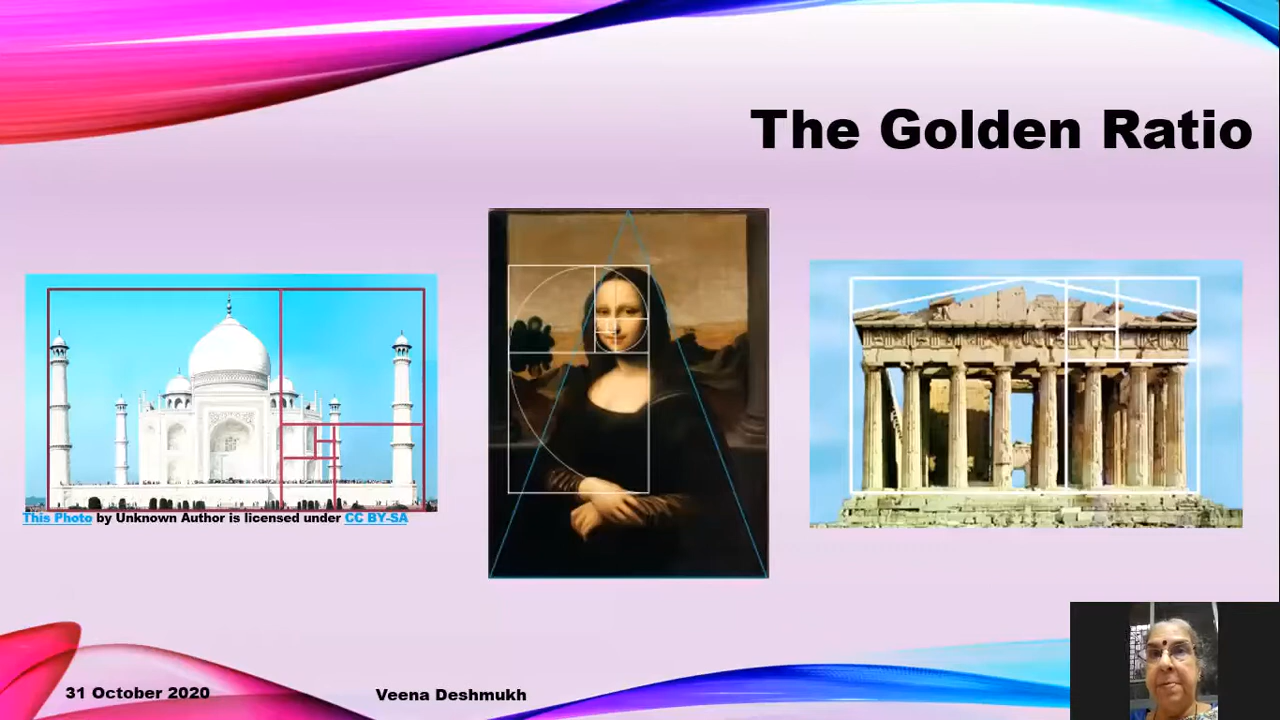 The Golden Ratio
This Photo by Unknown Author is licensed under CC BY-SA
31 October 2020
Veena Deshmukh